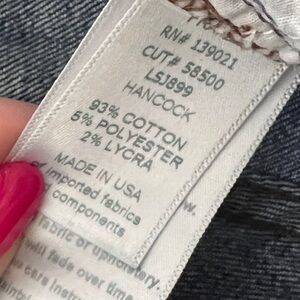 RN# 139021
CUT# 58500
LSJ899
HANCOCK
93% COTTON
5% POLYESTER
2% LYCRA
MADE IN USA
of imported fabrics
d components
w.
fabric or upholstery.
will fade over time
care instru